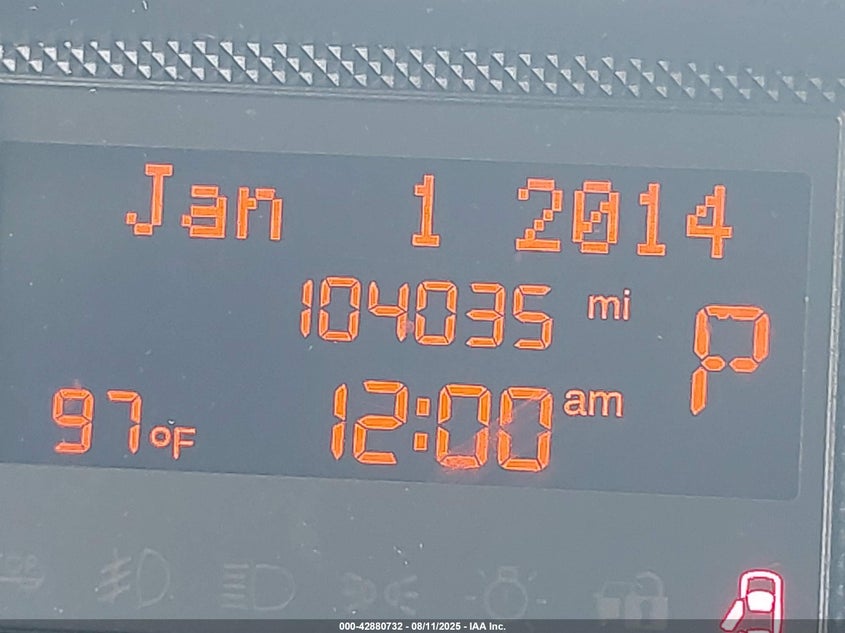 Jan 1 2014
104035 mi
P
97°F 12:00 am
000-42880732 - 08/11/2025 - IAA Inc.